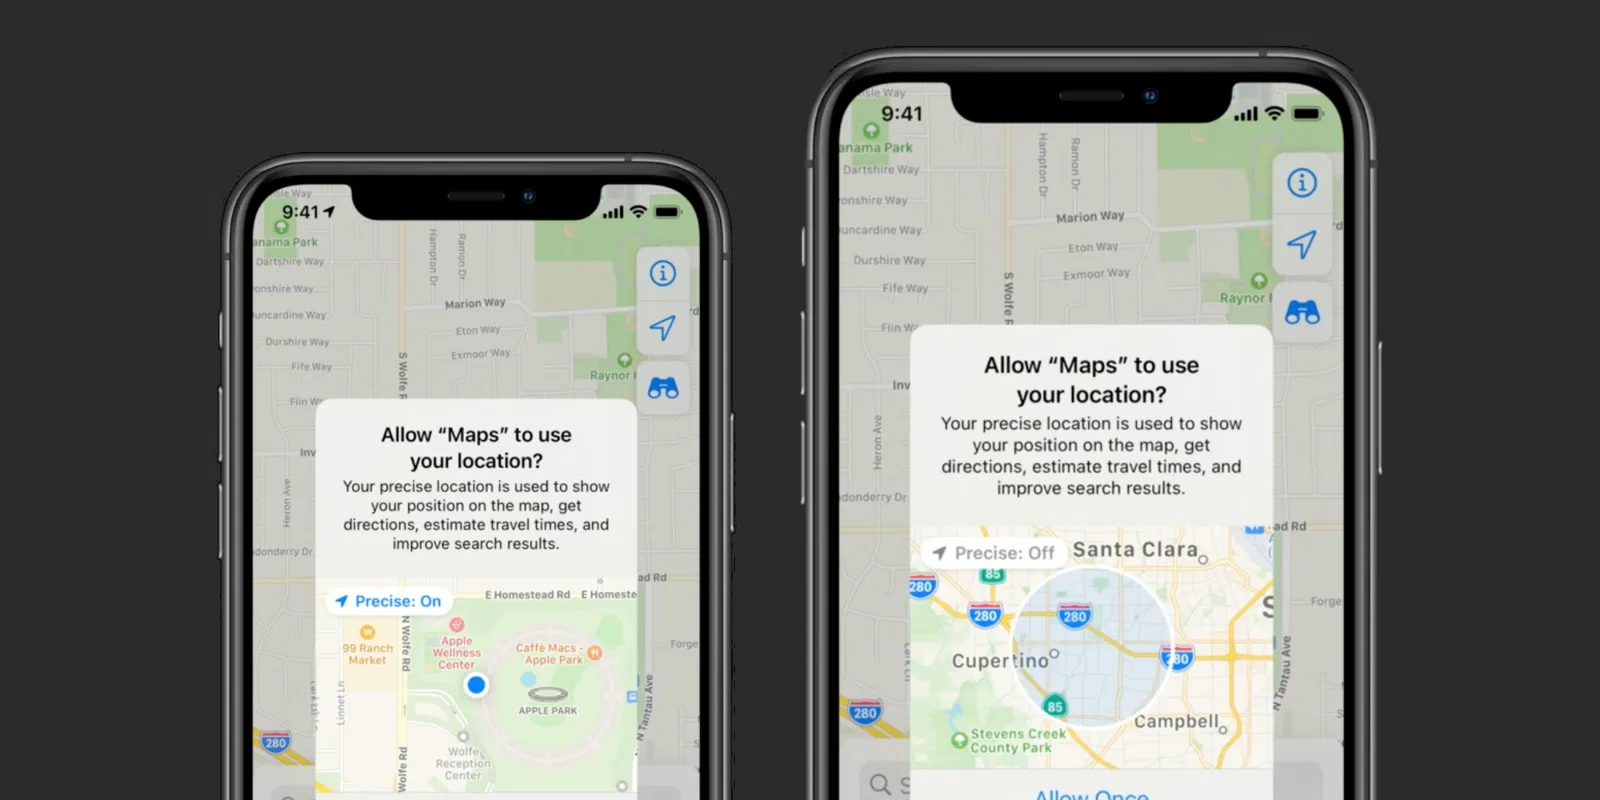 9:41
anama Park
Dartshire Way
Duncardine Way
Durshire Way
Fife Way
Flin
Hampton Dr
Ramon Dr
Marion Way
Eton Way
Exmoor Way
S Wolfe R
Raynor
Heron Ave
donderry Dr
Allow “Maps” to use
your location?
Your precise location is used to show
your position on the map, get
directions, estimate travel times, and
improve search results.
Precise: On
E Homestead Rd
E Homeste
ad Rd
99 Ranch
Market
N Wolfe Rd
Apple
Wellness
Center
Caffè Macs -
Apple Park
APPLE PARK
Wolfe
Reception
Center
Linnet Ln
Wolfe Rd
N Tantau Ave
Forge
280
9:41
isle Way
anama Park
Dartshire Way
onshire Way
uncardine Way
Durshire Way
Fife Way
Flin W
Hampton Dr
Ramon Dr
Marion Way
Eton Way
Exmoor Way
S Wolfe R
Raynor
Inv
Heron Ave
donderry Dr
Allow “Maps” to use
your location?
Your precise location is used to show
your position on the map, get
directions, estimate travel times, and
improve search results.
Precise: Off
Santa Clara
ad Rd
85
280
280
280
280
Cupertino
85
Campbell
Stevens Creek
County Park
Forge
N Tantau Ave
280
Allow Once